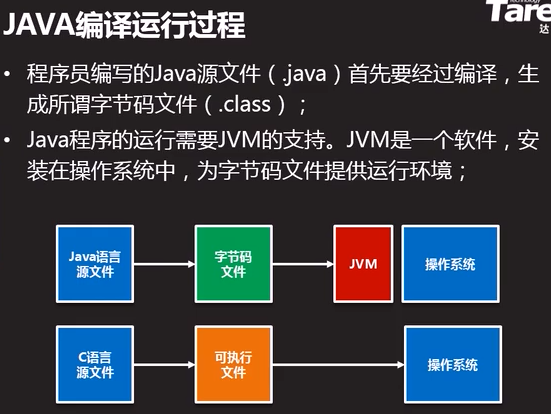 Technology
Tare
达
JAVA编译运行过程
• 程序员编写的Java源文件（.java）首先要经过编译，生
成所谓字节码文件（.class）；
• Java程序的运行需要JVM的支持。JVM是一个软件，安
装在操作系统中，为字节码文件提供运行环境；
Java语言
源文件
字节码
文件
JVM
操作系统
C语言
源文件
可执行
文件
操作系统